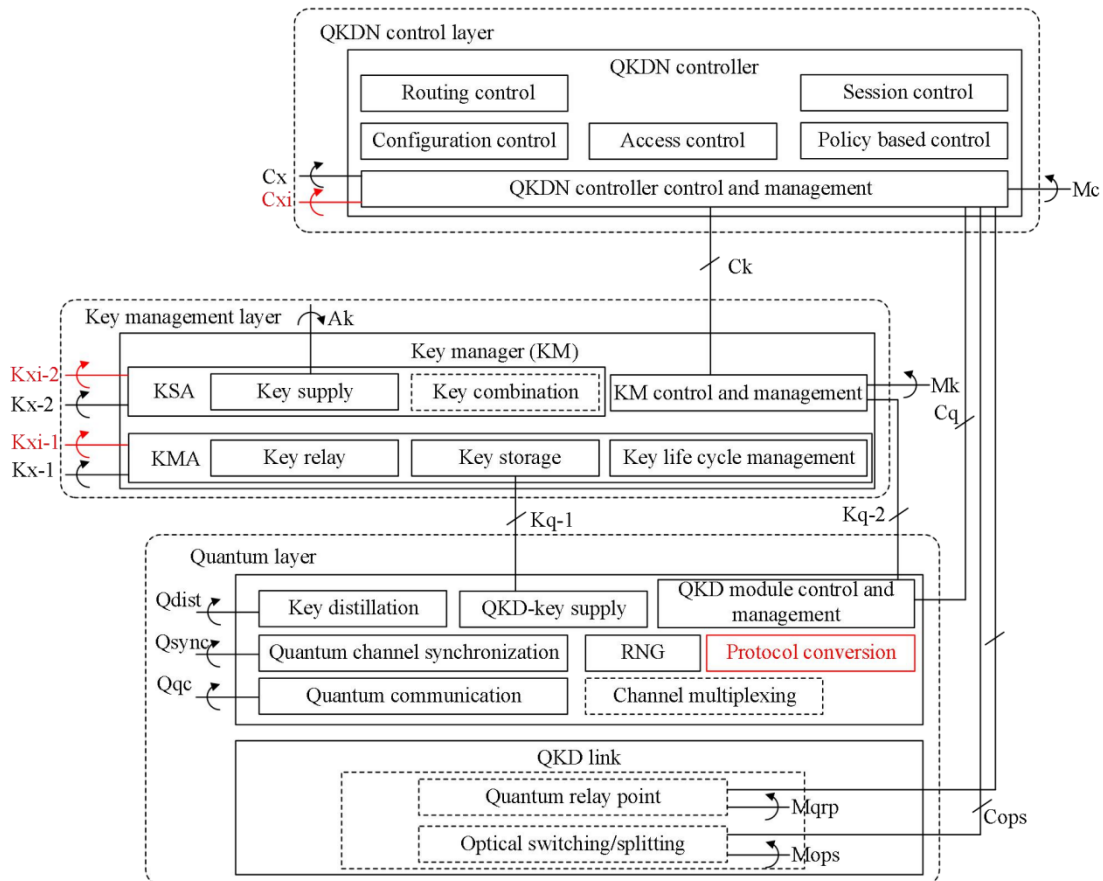 QKDN control layer
QKDN controller
Routing control
Session control
Configuration control
Access control
Policy based control
Cx
QKDN controller control and management
Mc
Cxi
Ck
Key management layer
Ak
Key manager (KM)
Kxi-2
KSA
Key supply
Key combination
KM control and management
Mk
Kx-2
Cq
Kxi-1
KMA
Key relay
Key storage
Key life cycle management
Kx-1
Kq-1
Kq-2
Quantum layer
Qdist
Key distillation
QKD-key supply
QKD module control and
management
Qsync
Quantum channel synchronization
RNG
Protocol conversion
Qqc
Quantum communication
Channel multiplexing
QKD link
Quantum relay point
Mqrp
Cops
Optical switching/splitting
Mops